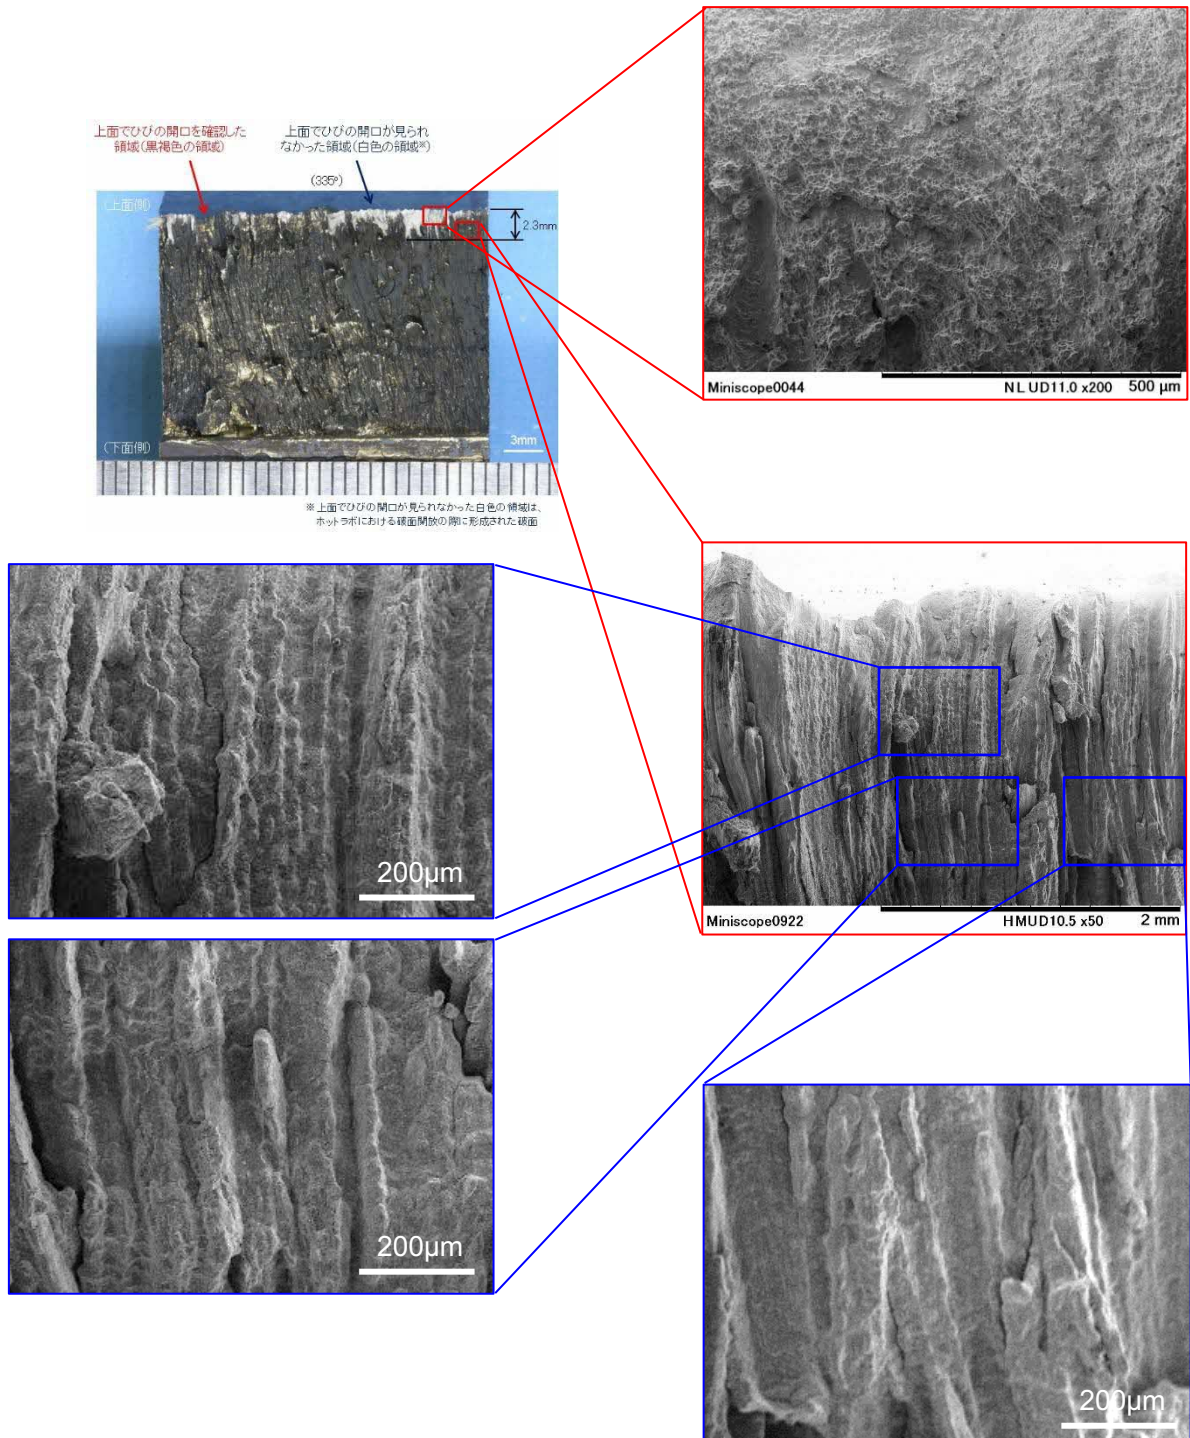 上面でひびの開口を確認した
領域(黒褐色の領域)
上面でひびの開口が見られ
なかった領域(白色の領域※)
(335°)
(上面側)
2.3mm
(下面側)
3mm
※上面でひびの開口が見られなかった白色の領域は、
ホットラボにおける破面開放の際に形成された破面
Miniscope0044
NL UD11.0 x200
500 µm
200µm
Miniscope0922
HMUD10.5 x50
2 mm
200µm
200µm